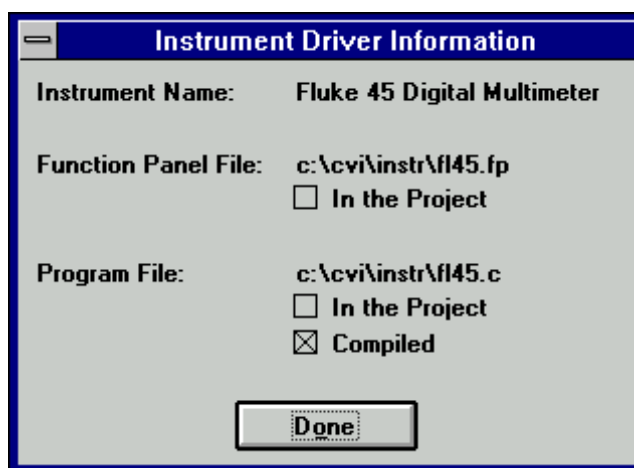 Instrument Driver Information
Instrument Name: Fluke 45 Digital Multimeter
Function Panel File: c:\cvi\instr\fl45.fp
In the Project
Program File: c:\cvi\instr\fl45.c
In the Project
Compiled
Done